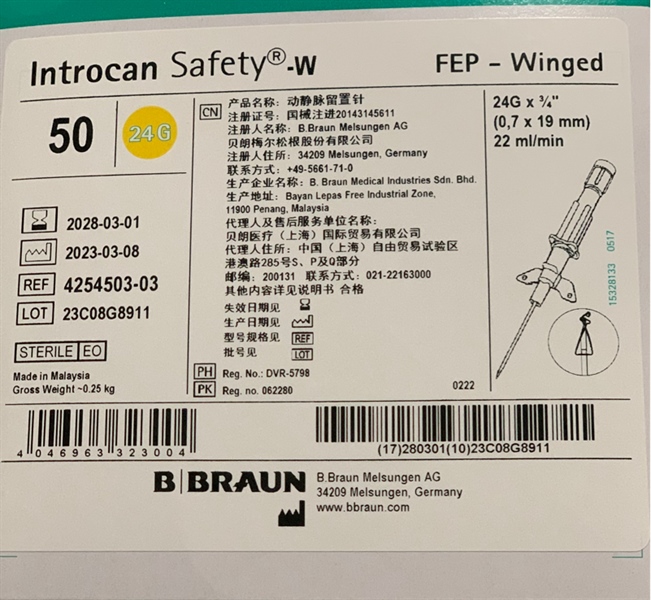 Introcan Safety®-W
FEP - Winged
50
24G
2028-03-01
2023-03-08
REF 4254503-03
LOT 23C08G8911
STERILE EO
Made in Malaysia
Gross Weight ~0.25 kg
CN
产品名称：动静脉留置针
注册证号：国械注进20143145611
注册人名称：B.Braun Melsungen AG
贝朗梅尔松根股份有限公司
注册人住所：34209 Melsungen, Germany
联系方式：+49-5661-71-0
生产企业名称：B. Braun Medical Industries Sdn. Bhd.
生产地址：Bayan Lepas Free Industrial Zone,
11900 Penang, Malaysia
代理人及售后服务单位名称：
贝朗医疗（上海）国际贸易有限公司
代理人住所：中国（上海）自由贸易试验区
港澳路285号S、P及Q部分
邮编：200131 联系方式：021-22163000
其他内容详见说明书 合格
失效日期见
生产日期见
型号规格见 REF
批号见 LOT
PH Reg. No.: DVR-5798
PK Reg. no. 062280
0222
24G x ¾"
(0,7 x 19 mm)
22 ml/min
15328133 0517
4 046963 323004
(17)280301(10)23C08G8911
B|BRAUN
B.Braun Melsungen AG
34209 Melsungen, Germany
www.bbraun.com